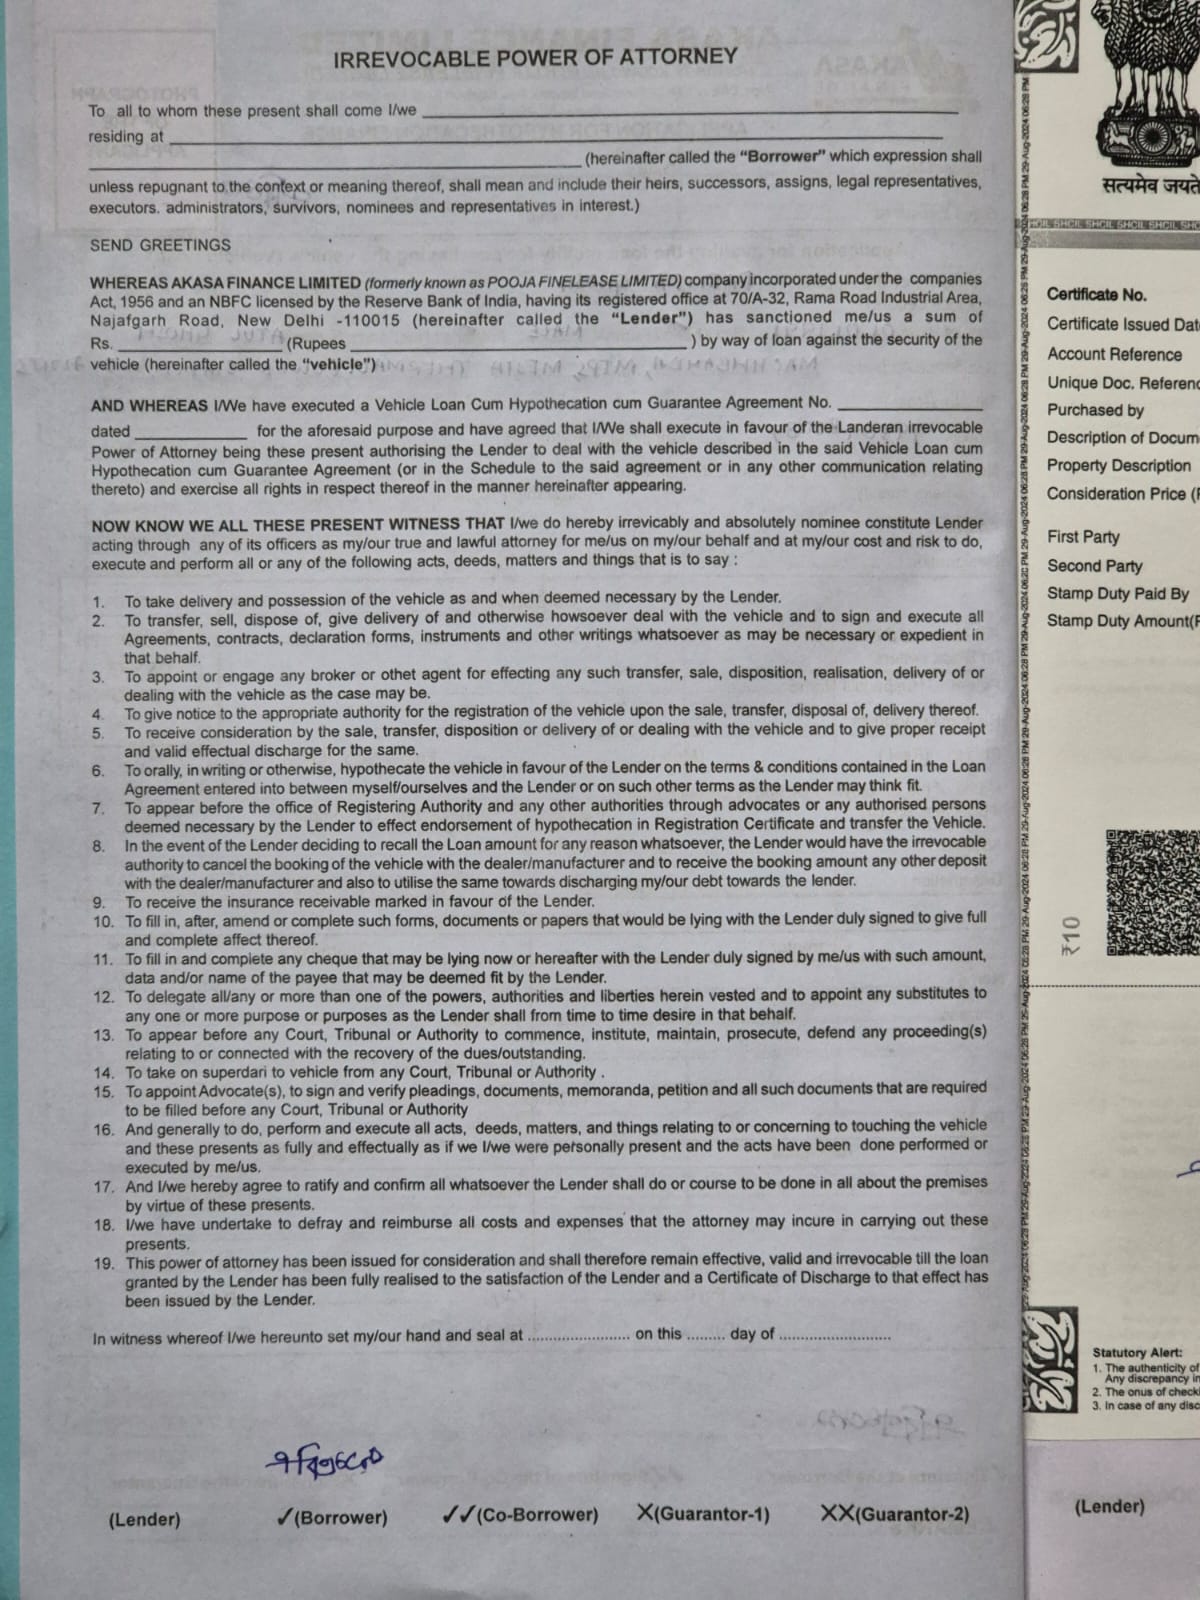 IRREVOCABLE POWER OF ATTORNEY
To all to whom these present shall come I/we
residing at
(hereinafter called the "Borrower" which expression shall
unless repugnant to the context or meaning thereof, shall mean and include their heirs, successors, assigns, legal representatives,
executors. administrators, survivors, nominees and representatives in interest.)
SEND GREETINGS
WHEREAS AKASA FINANCE LIMITED (formerly known as POOJA FINELEASE LIMITED) company incorporated under the companies
Act, 1956 and an NBFC licensed by the Reserve Bank of India, having its registered office at 70/A-32, Rama Road Industrial Area,
Najafgarh Road, New Delhi -110015 (hereinafter called the "Lender") has sanctioned me/us a sum of
Rs. (Rupees ) by way of loan against the security of the
vehicle (hereinafter called the "vehicle")
AND WHEREAS I/We have executed a Vehicle Loan Cum Hypothecation cum Guarantee Agreement No.
dated for the aforesaid purpose and have agreed that I/We shall execute in favour of the Landeran irrevocable
Power of Attorney being these present authorising the Lender to deal with the vehicle described in the said Vehicle Loan cum
Hypothecation cum Guarantee Agreement (or in the Schedule to the said agreement or in any other communication relating
thereto) and exercise all rights in respect thereof in the manner hereinafter appearing.
NOW KNOW WE ALL THESE PRESENT WITNESS THAT I/we do hereby irrevicably and absolutely nominee constitute Lender
acting through any of its officers as my/our true and lawful attorney for me/us on my/our behalf and at my/our cost and risk to do,
execute and perform all or any of the following acts, deeds, matters and things that is to say :
1. To take delivery and possession of the vehicle as and when deemed necessary by the Lender.
2. To transfer, sell, dispose of, give delivery of and otherwise howsoever deal with the vehicle and to sign and execute all
Agreements, contracts, declaration forms, instruments and other writings whatsoever as may be necessary or expedient in
that behalf.
3. To appoint or engage any broker or othet agent for effecting any such transfer, sale, disposition, realisation, delivery of or
dealing with the vehicle as the case may be.
4. To give notice to the appropriate authority for the registration of the vehicle upon the sale, transfer, disposal of, delivery thereof.
5. To receive consideration by the sale, transfer, disposition or delivery of or dealing with the vehicle and to give proper receipt
and valid effectual discharge for the same.
6. To orally, in writing or otherwise, hypothecate the vehicle in favour of the Lender on the terms & conditions contained in the Loan
Agreement entered into between myself/ourselves and the Lender or on such other terms as the Lender may think fit.
7. To appear before the office of Registering Authority and any other authorities through advocates or any authorised persons
deemed necessary by the Lender to effect endorsement of hypothecation in Registration Certificate and transfer the Vehicle.
8. In the event of the Lender deciding to recall the Loan amount for any reason whatsoever, the Lender would have the irrevocable
authority to cancel the booking of the vehicle with the dealer/manufacturer and to receive the booking amount any other deposit
with the dealer/manufacturer and also to utilise the same towards discharging my/our debt towards the lender.
9. To receive the insurance receivable marked in favour of the Lender.
10. To fill in, after, amend or complete such forms, documents or papers that would be lying with the Lender duly signed to give full
and complete affect thereof.
11. To fill in and complete any cheque that may be lying now or hereafter with the Lender duly signed by me/us with such amount,
data and/or name of the payee that may be deemed fit by the Lender.
12. To delegate all/any or more than one of the powers, authorities and liberties herein vested and to appoint any substitutes to
any one or more purpose or purposes as the Lender shall from time to time desire in that behalf.
13. To appear before any Court, Tribunal or Authority to commence, institute, maintain, prosecute, defend any proceeding(s)
relating to or connected with the recovery of the dues/outstanding.
14. To take on superdari to vehicle from any Court, Tribunal or Authority .
15. To appoint Advocate(s), to sign and verify pleadings, documents, memoranda, petition and all such documents that are required
to be filled before any Court, Tribunal or Authority
16. And generally to do, perform and execute all acts, deeds, matters, and things relating to or concerning to touching the vehicle
and these presents as fully and effectually as if we I/we were personally present and the acts have been done performed or
executed by me/us.
17. And I/we hereby agree to ratify and confirm all whatsoever the Lender shall do or course to be done in all about the premises
by virtue of these presents.
18. I/we have undertake to defray and reimburse all costs and expenses that the attorney may incure in carrying out these
presents.
19. This power of attorney has been issued for consideration and shall therefore remain effective, valid and irrevocable till the loan
granted by the Lender has been fully realised to the satisfaction of the Lender and a Certificate of Discharge to that effect has
been issued by the Lender.
In witness whereof I/we hereunto set my/our hand and seal at ........................ on this ......... day of ..........................
(Lender) ✓(Borrower) ✓✓(Co-Borrower) X(Guarantor-1) XX(Guarantor-2)
सत्यमेव जयते
SHCIL SHCIL SHCIL SHCIL
Certificate No.
Certificate Issued Dat
Account Reference
Unique Doc. Referenc
Purchased by
Description of Docum
Property Description
Consideration Price (
First Party
Second Party
Stamp Duty Paid By
Stamp Duty Amount(
29-Aug-2024 06:28 PM
₹10
Statutory Alert:
1. The authenticity of
Any discrepancy in
2. The onus of check
3. In case of any disc
(Lender)